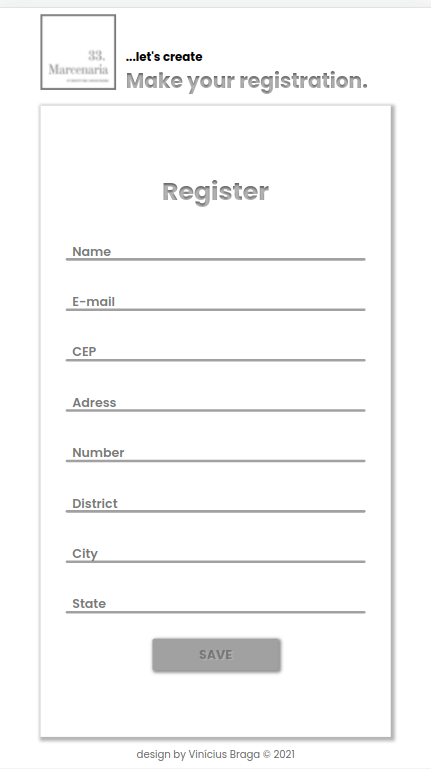 33.
Marcenaria
...let's create
Make your registration.
Register
Name
E-mail
CEP
Adress
Number
District
City
State
SAVE
design by Vinícius Braga © 2021